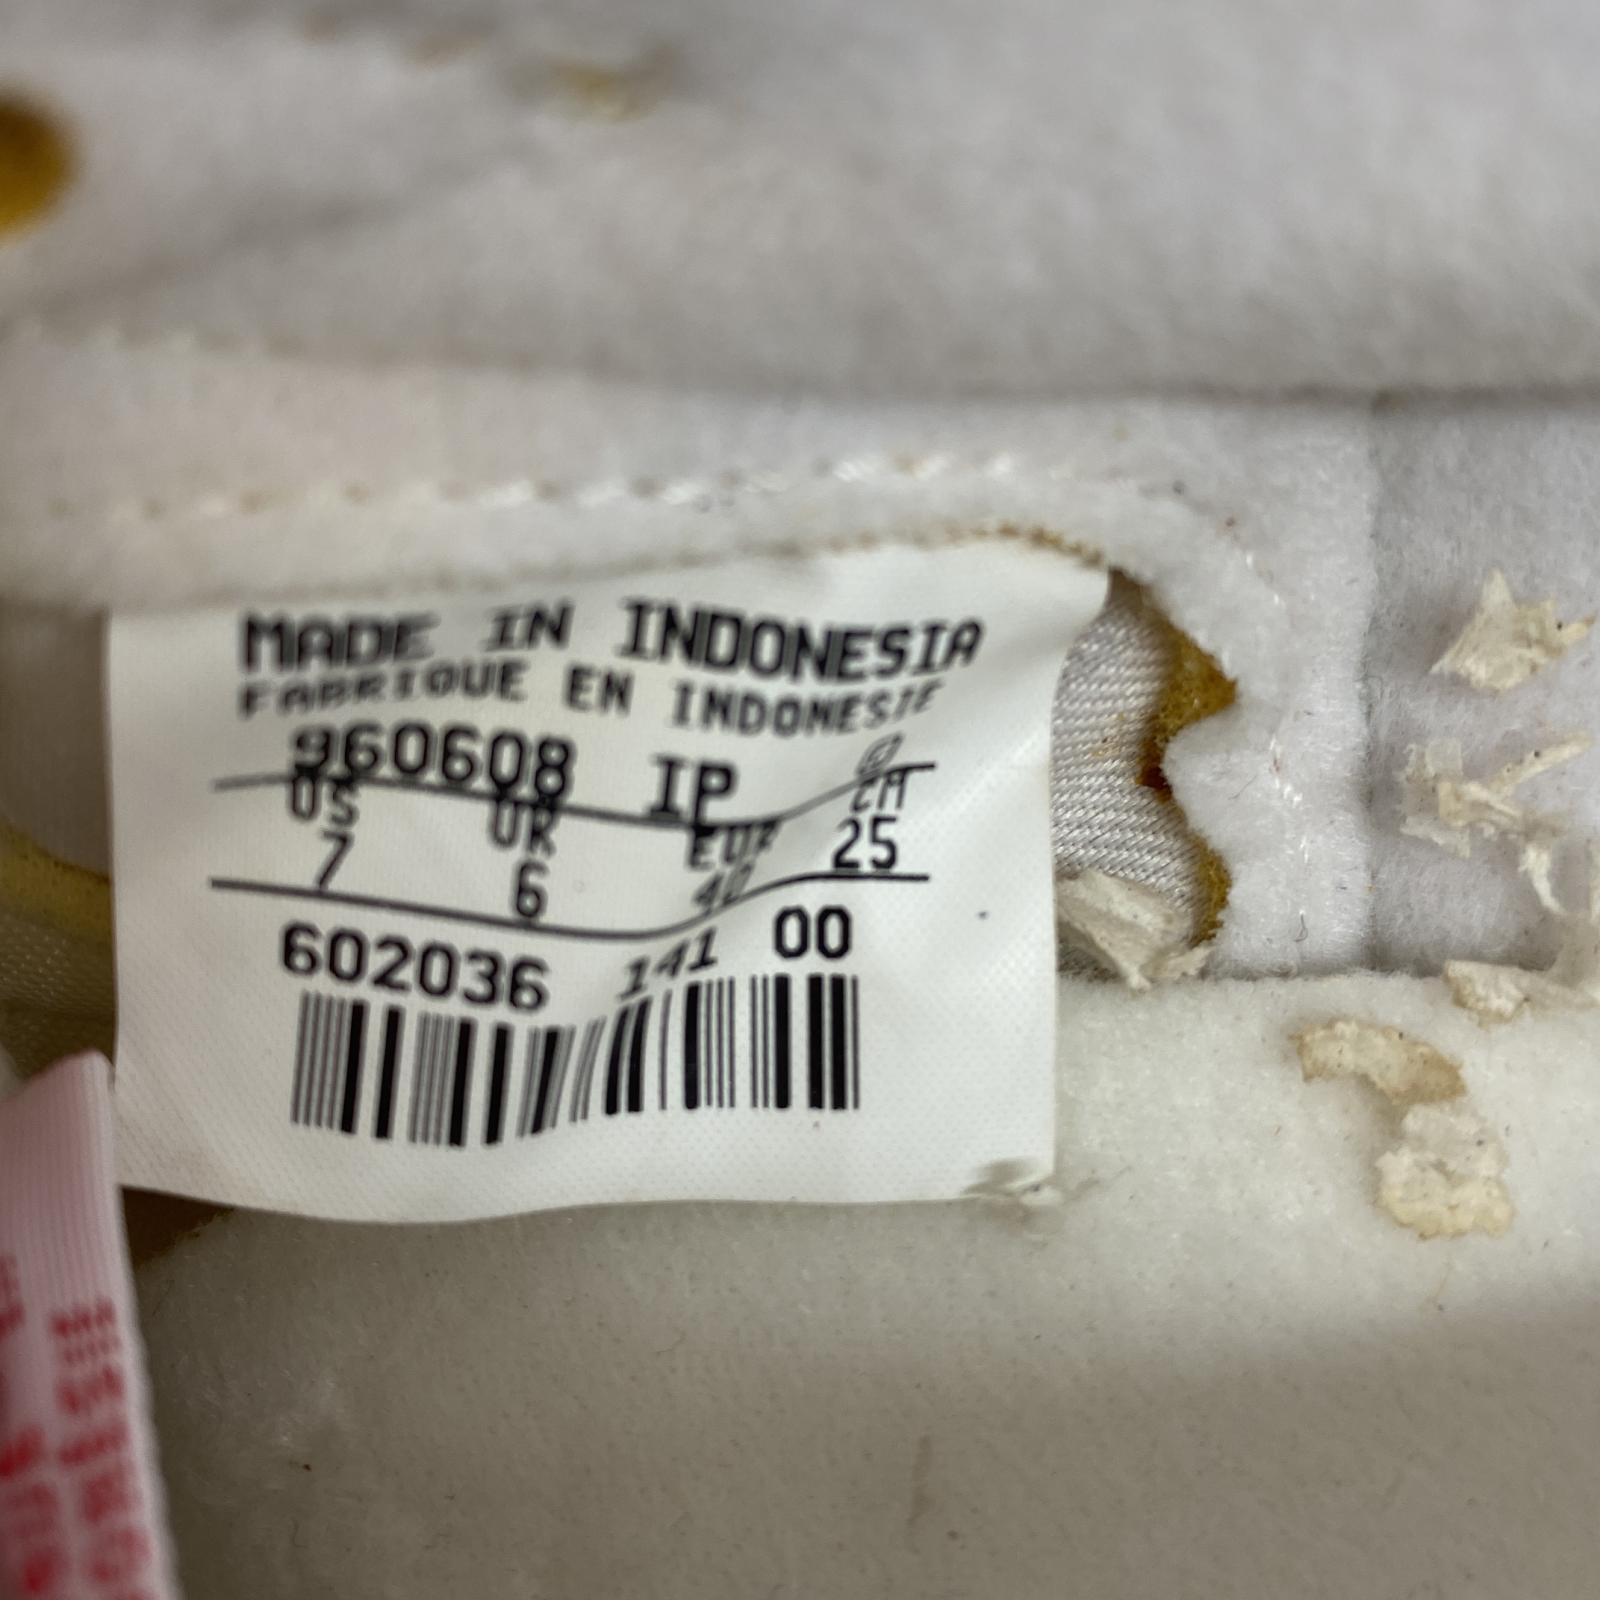 MADE IN INDONESIA
FABRIQUE EN INDONESIE
960608 IP
US UK EUR CM
7 6 40 25
602036 141 00